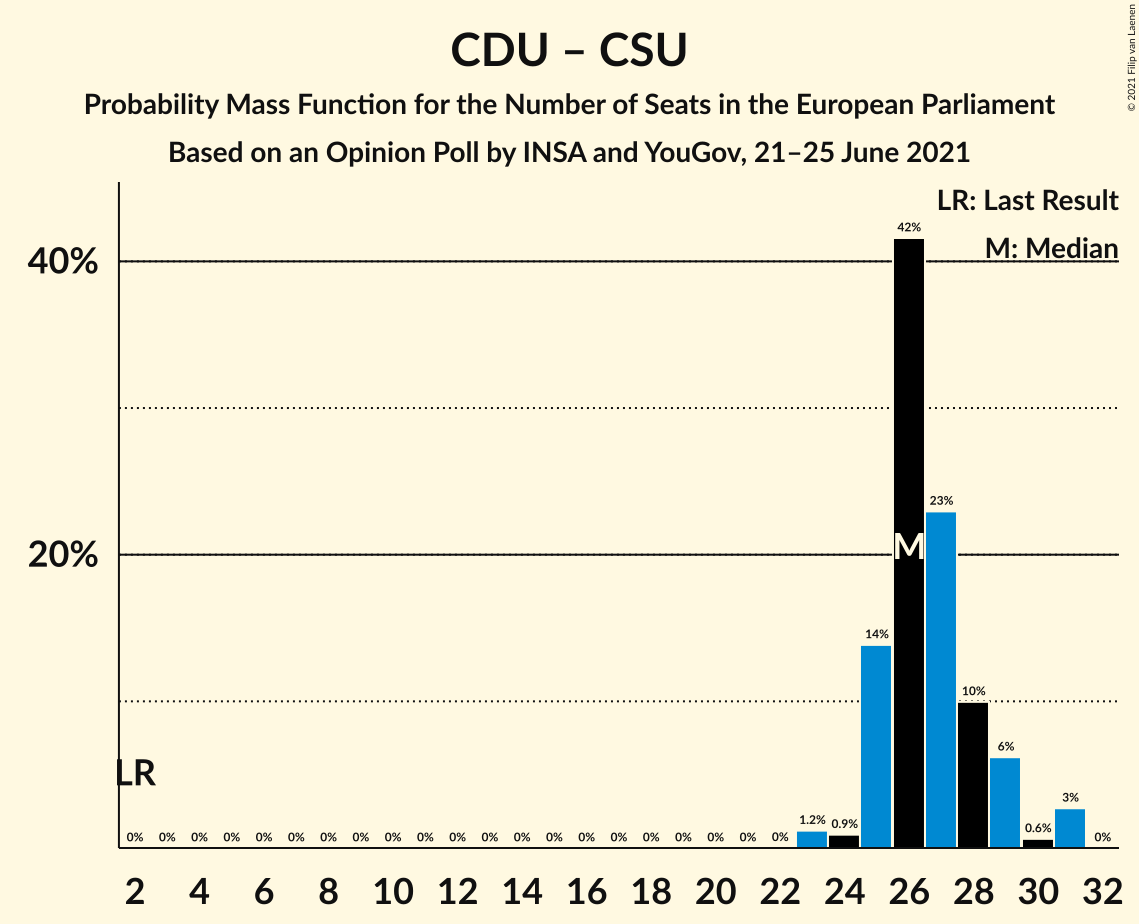 CDU – CSU
Probability Mass Function for the Number of Seats in the European Parliament
Based on an Opinion Poll by INSA and YouGov, 21–25 June 2021
© 2021 Filip van Laenen
LR: Last Result
M: Median
42%
40%
23%
M
20%
14%
10%
6%
LR
3%
1.2% 0.9% 0.6%
0% 0% 0% 0% 0% 0% 0% 0% 0% 0% 0% 0% 0% 0% 0% 0% 0% 0% 0% 0% 0% 0%
2 4 6 8 10 12 14 16 18 20 22 24 26 28 30 32